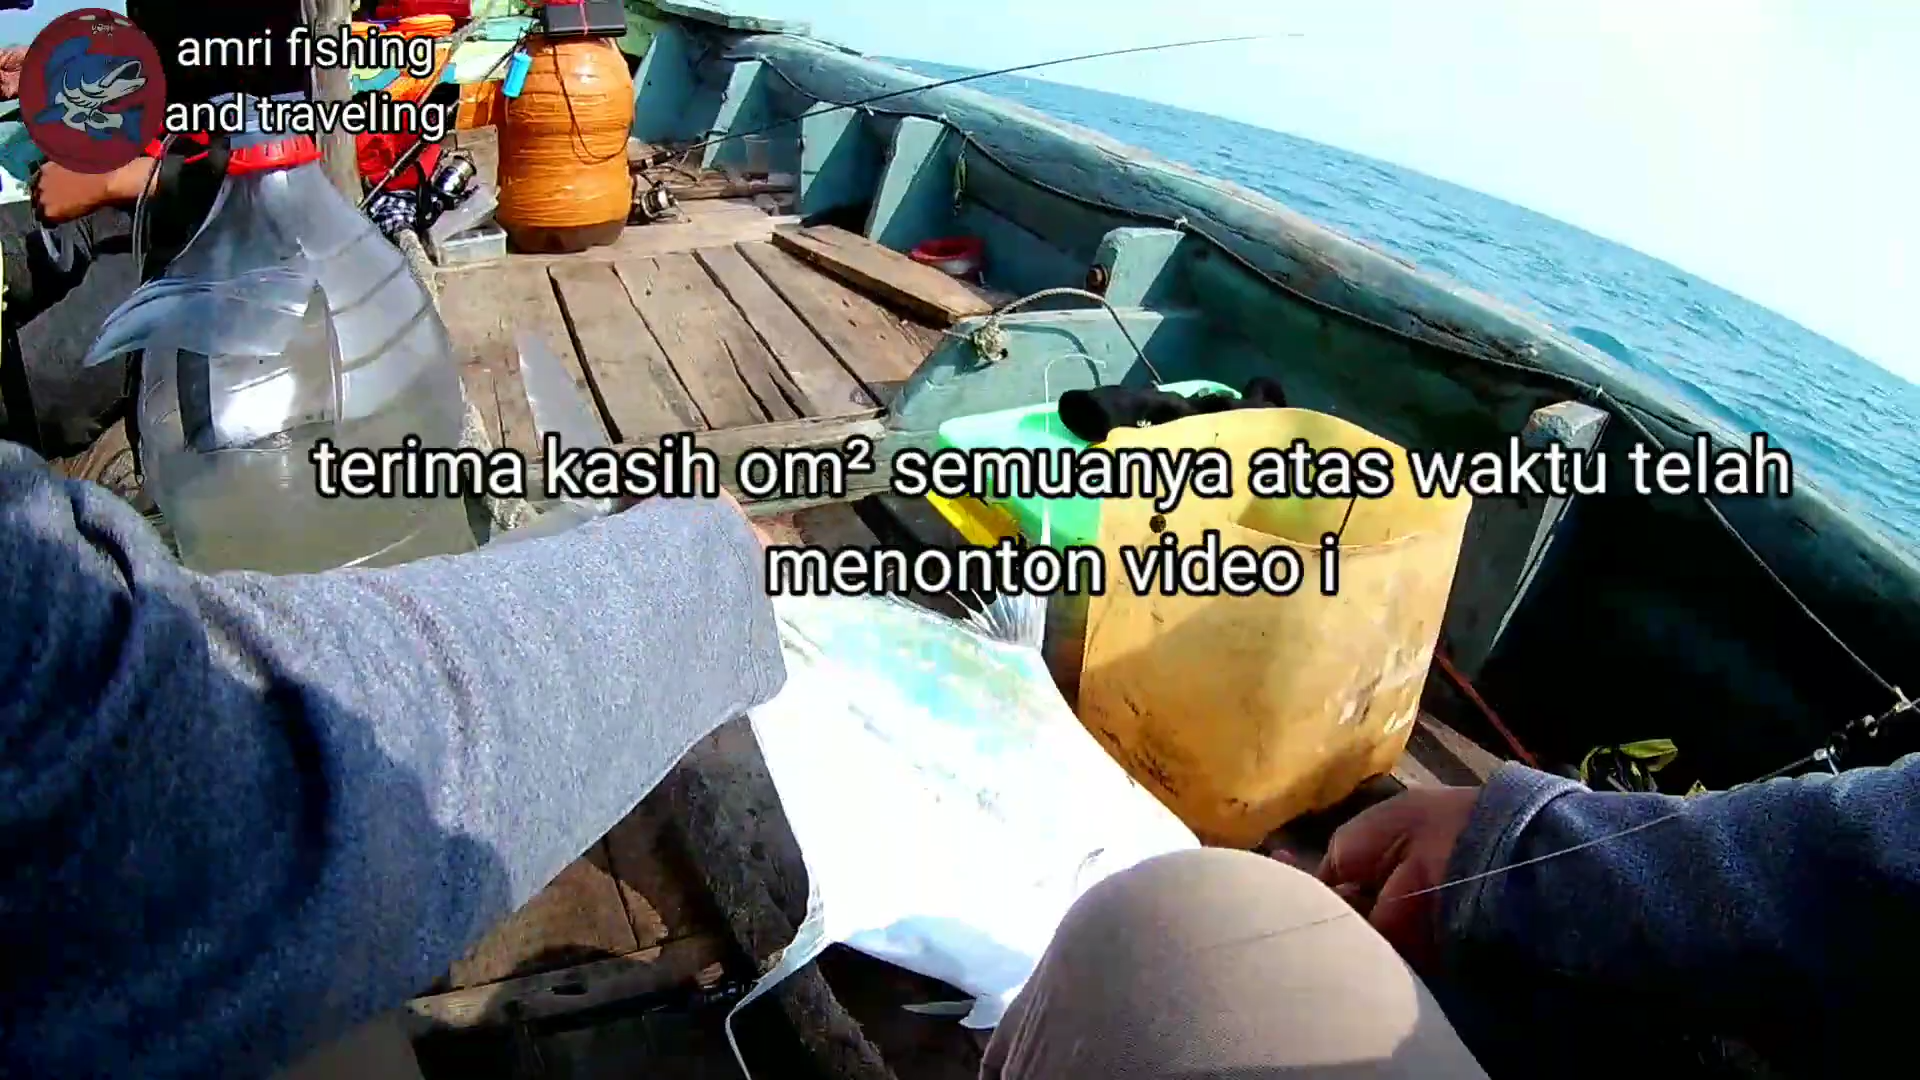 amri fishing
and traveling
terima kasih om² semuanya atas waktu telah
menonton video i